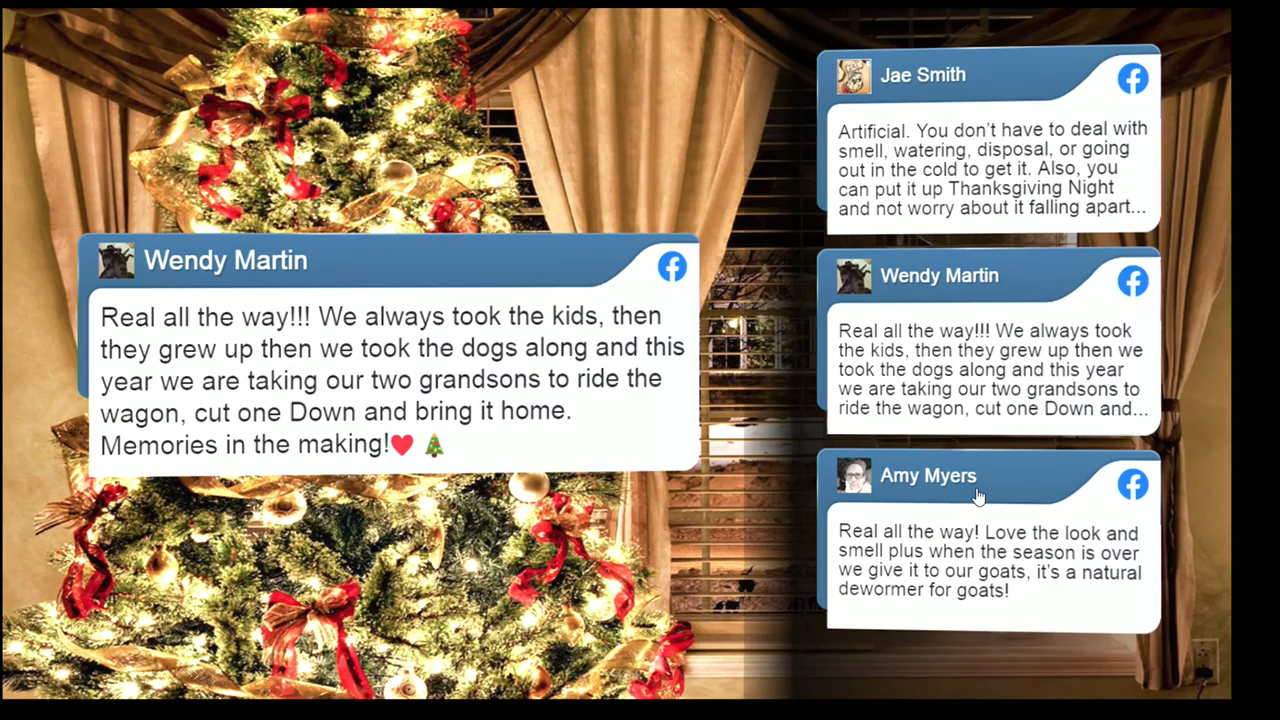 Wendy Martin
Real all the way!!! We always took the kids, then
they grew up then we took the dogs along and this
year we are taking our two grandsons to ride the
wagon, cut one Down and bring it home.
Memories in the making!❤️ 🎄
Jae Smith
Artificial. You don’t have to deal with
smell, watering, disposal, or going
out in the cold to get it. Also, you
can put it up Thanksgiving Night
and not worry about it falling apart...
Wendy Martin
Real all the way!!! We always took
the kids, then they grew up then we
took the dogs along and this year
we are taking our two grandsons to
ride the wagon, cut one Down and...
Amy Myers
Real all the way! Love the look and
smell plus when the season is over
we give it to our goats, it’s a natural
dewormer for goats!